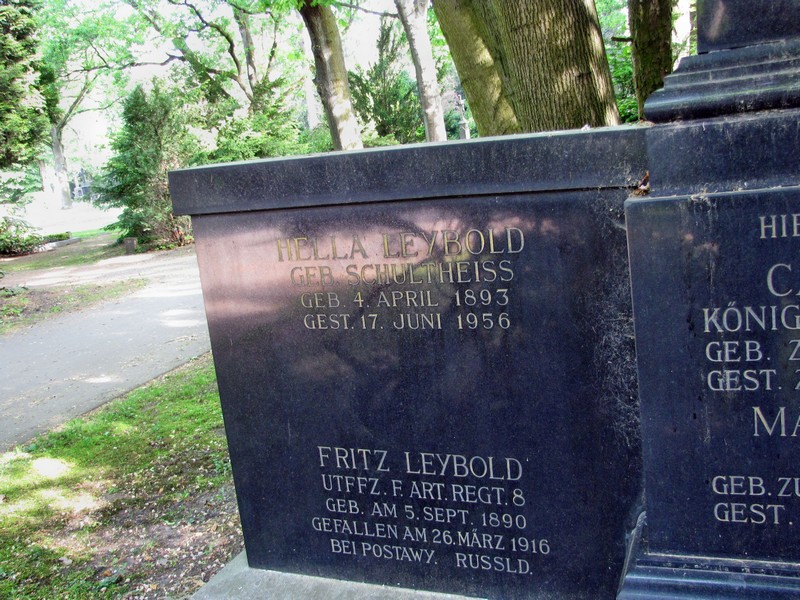 HELLA LEYBOLD
GEB. SCHULTHEISS
GEB. 4. APRIL 1893
GEST. 17. JUNI 1956
FRITZ LEYBOLD
UTFFZ. F. ART. REGT. 8
GEB. AM 5. SEPT. 1890
GEFALLEN AM 26. MÄRZ 1916
BEI POSTAWY. RUSSLD.
GEB.
GEST.
GEB. ZU
GEST.